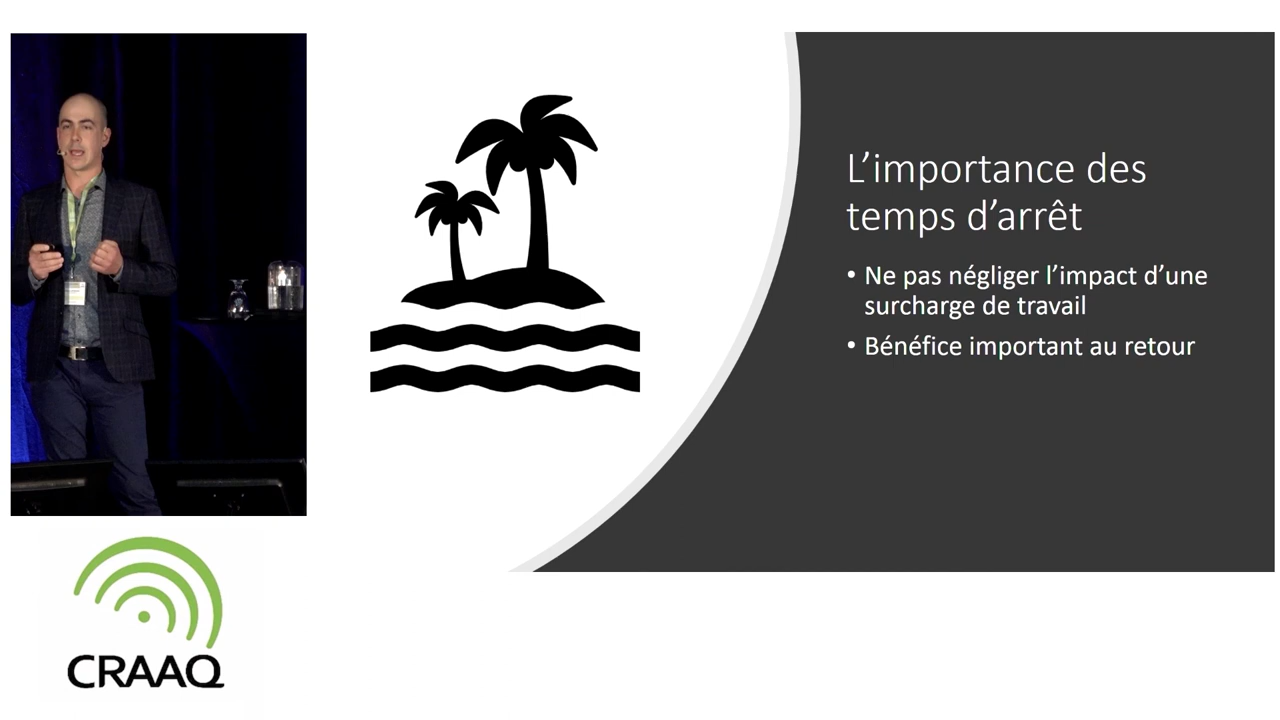 L'importance des
temps d'arrêt
• Ne pas négliger l'impact d'une
surcharge de travail
• Bénéfice important au retour
CRAAQ